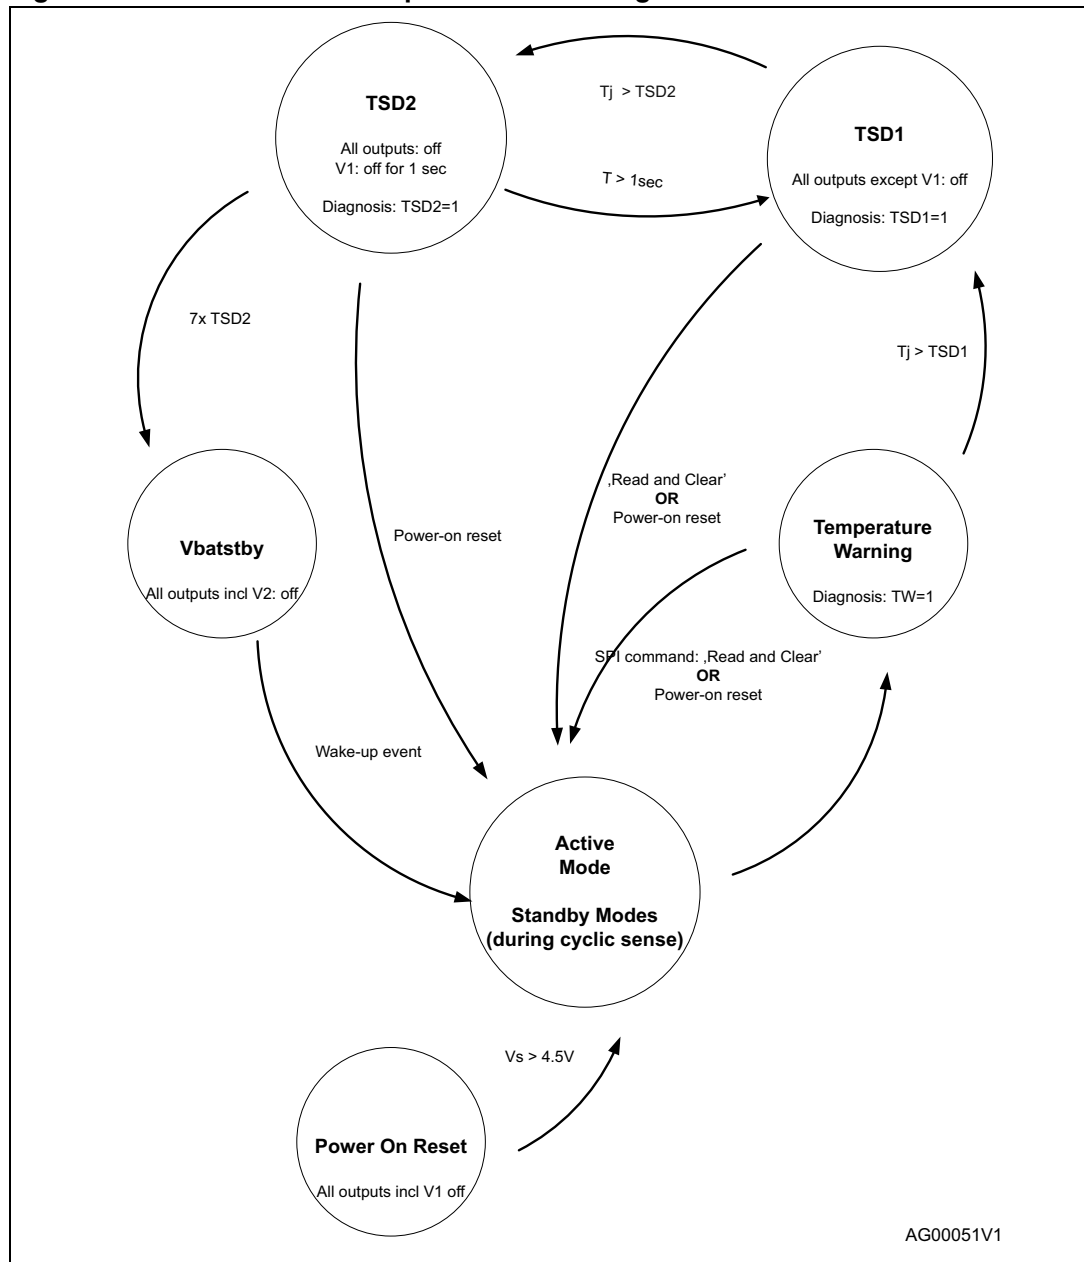 TSD2
All outputs: off
V1: off for 1 sec
Diagnosis: TSD2=1
Tj > TSD2
T > 1sec
TSD1
All outputs except V1: off
Diagnosis: TSD1=1
7x TSD2
Tj > TSD1
Power-on reset
‚Read and Clear’
OR
Power-on reset
Vbatstby
All outputs incl V2: off
Temperature
Warning
Diagnosis: TW=1
SPI command: ‚Read and Clear’
OR
Power-on reset
Wake-up event
Active
Mode
Standby Modes
(during cyclic sense)
Vs > 4.5V
Power On Reset
All outputs incl V1 off
AG00051V1